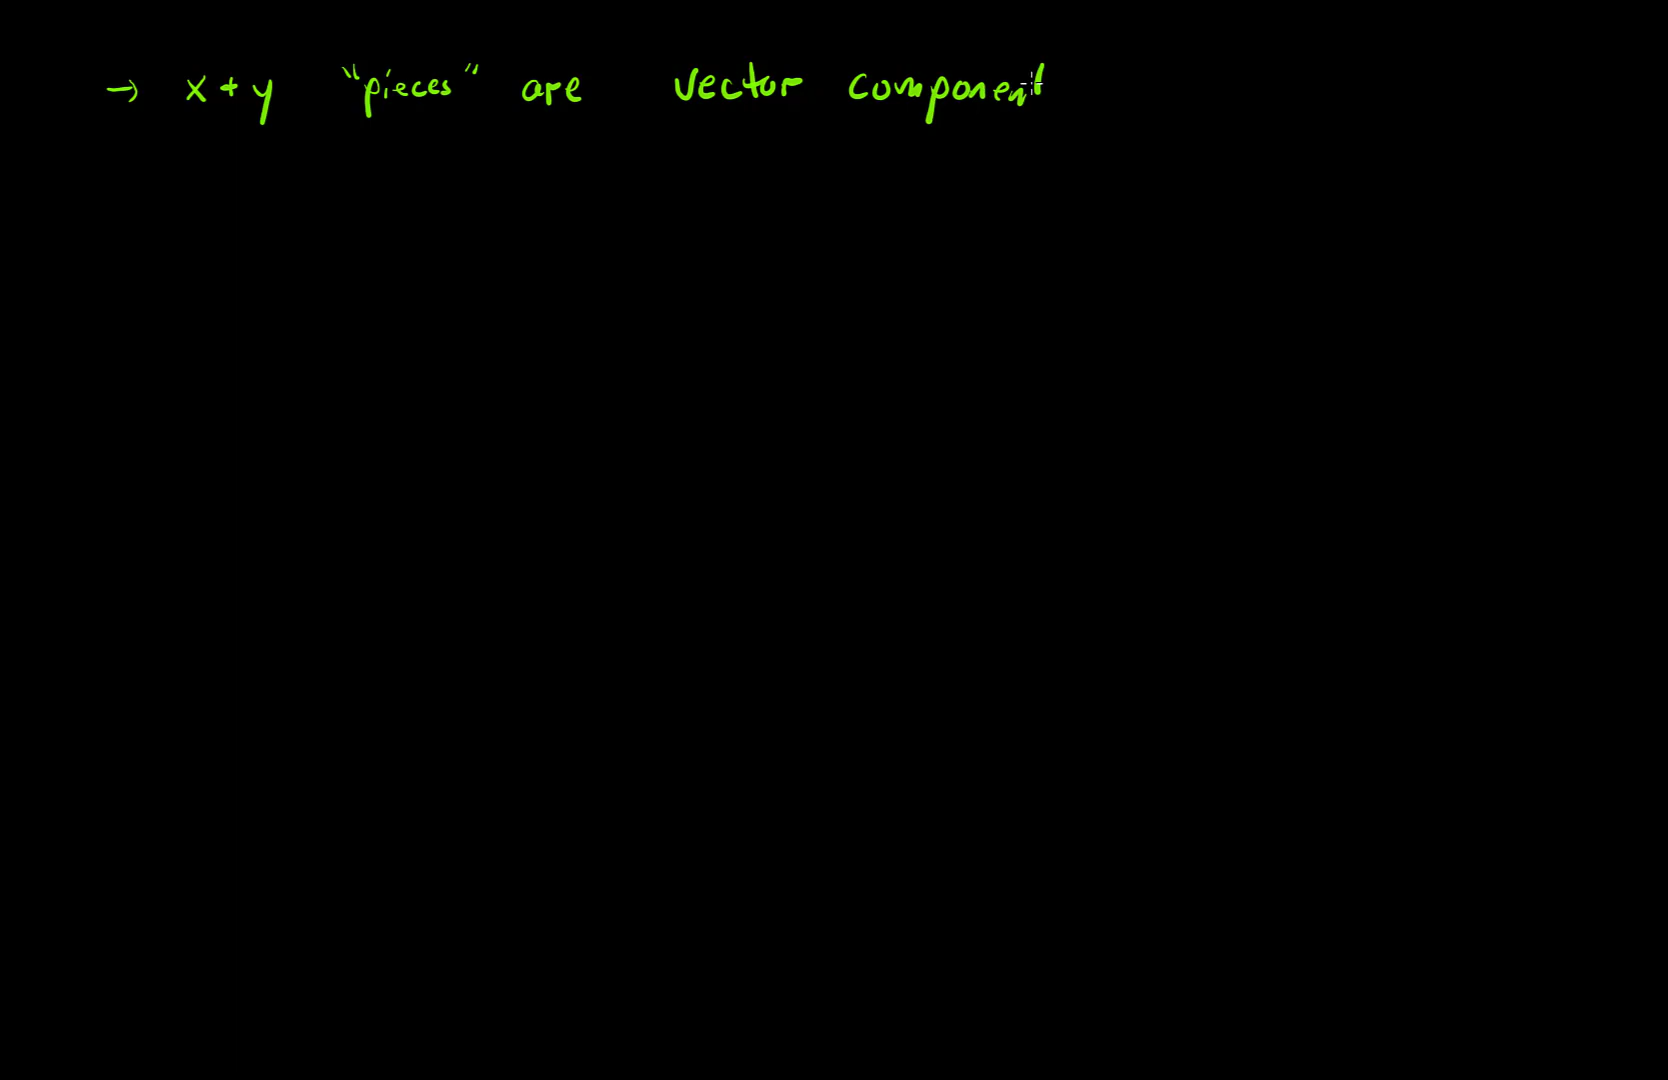 → x + y "pieces" are vector component